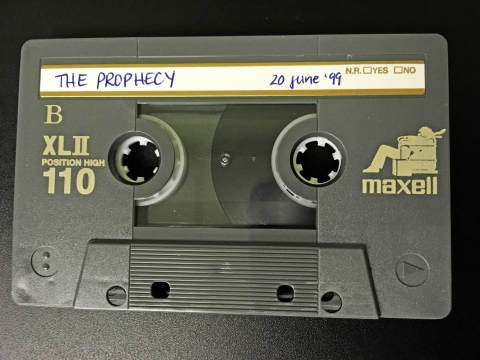 THE PROPHECY 20 June '99 N.R. □YES □NO
B
XLII
POSITION HIGH
110
maxell